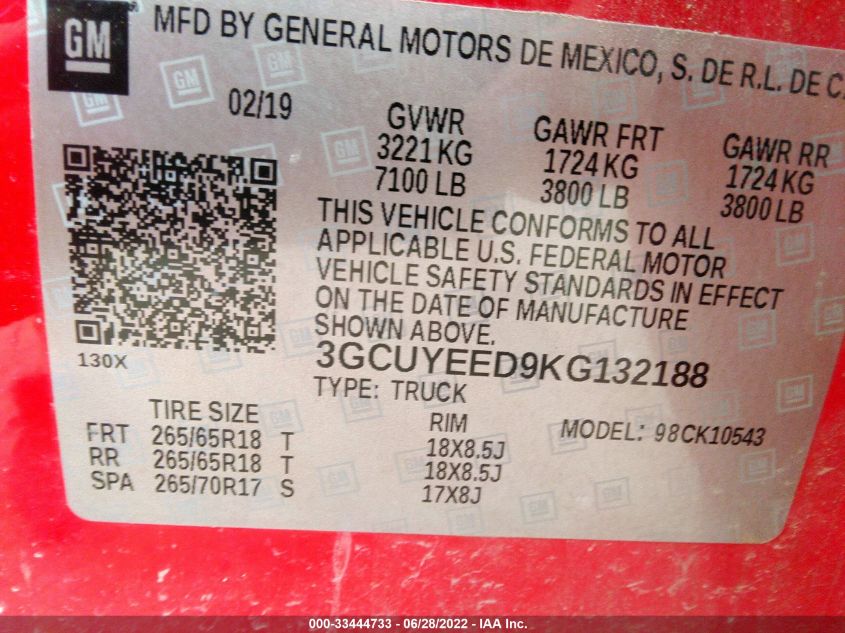 GM
MFD BY GENERAL MOTORS DE MEXICO, S. DE R.L. DE C.
02/19
GVWR
3221 KG
7100 LB
GAWR FRT
1724 KG
3800 LB
GAWR RR
1724 KG
3800 LB
THIS VEHICLE CONFORMS TO ALL
APPLICABLE U.S. FEDERAL MOTOR
VEHICLE SAFETY STANDARDS IN EFFECT
ON THE DATE OF MANUFACTURE
SHOWN ABOVE.
130X
3GCUYEED9KG132188
TYPE: TRUCK
TIRE SIZE
RIM
MODEL: 98CK10543
FRT 265/65R18 T 18X8.5J
RR 265/65R18 T 18X8.5J
SPA 265/70R17 S 17X8J
000-33444733 / 06/28/2022 - IAA Inc.